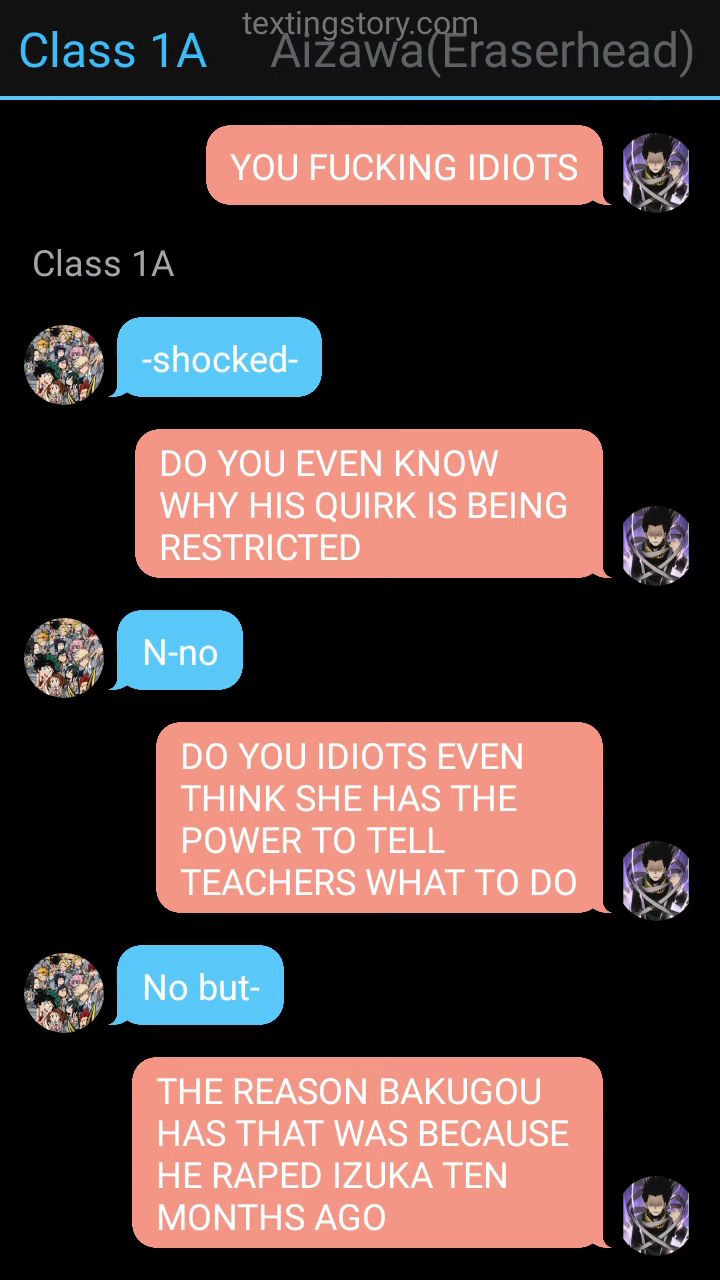 textingstory.com
Class 1A Aizawa(Eraserhead)
YOU FUCKING IDIOTS
Class 1A
-shocked-
DO YOU EVEN KNOW
WHY HIS QUIRK IS BEING
RESTRICTED
N-no
DO YOU IDIOTS EVEN
THINK SHE HAS THE
POWER TO TELL
TEACHERS WHAT TO DO
No but-
THE REASON BAKUGOU
HAS THAT WAS BECAUSE
HE RAPED IZUKA TEN
MONTHS AGO